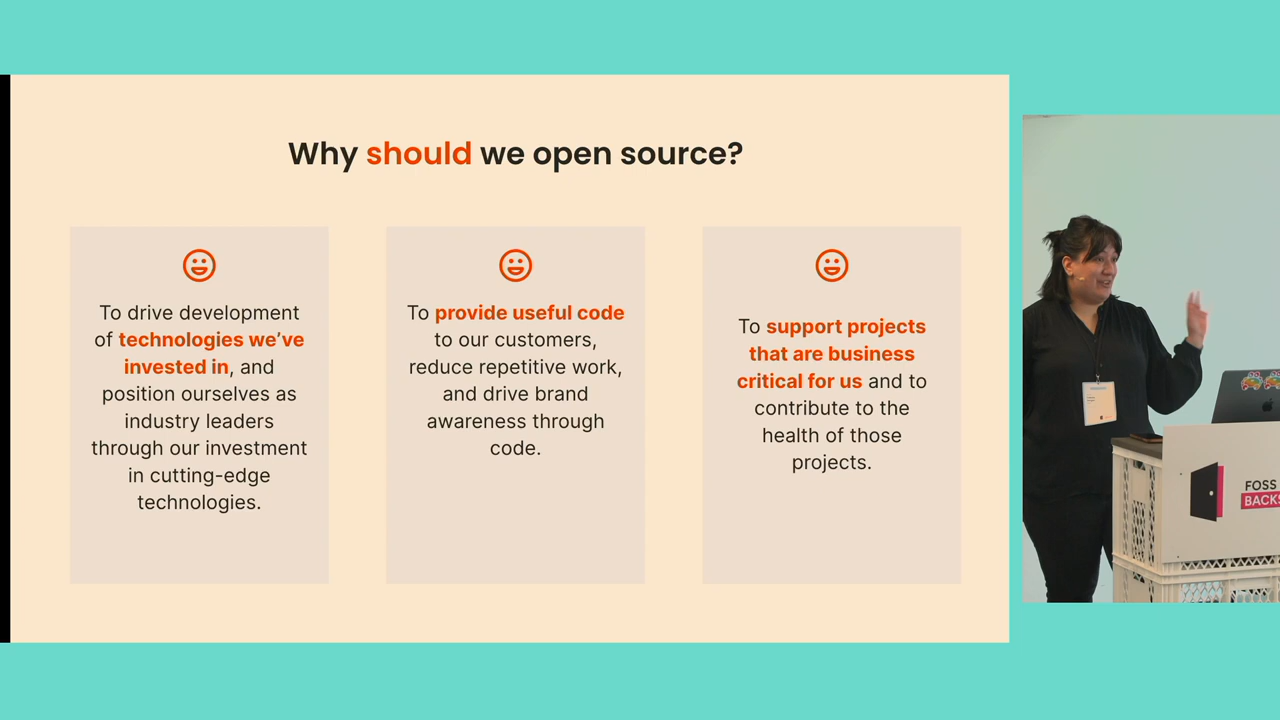 Why should we open source?
To drive development
of technologies we’ve
invested in, and
position ourselves as
industry leaders
through our investment
in cutting-edge
technologies.
To provide useful code
to our customers,
reduce repetitive work,
and drive brand
awareness through
code.
To support projects
that are business
critical for us and to
contribute to the
health of those
projects.
FOSS
BACKS